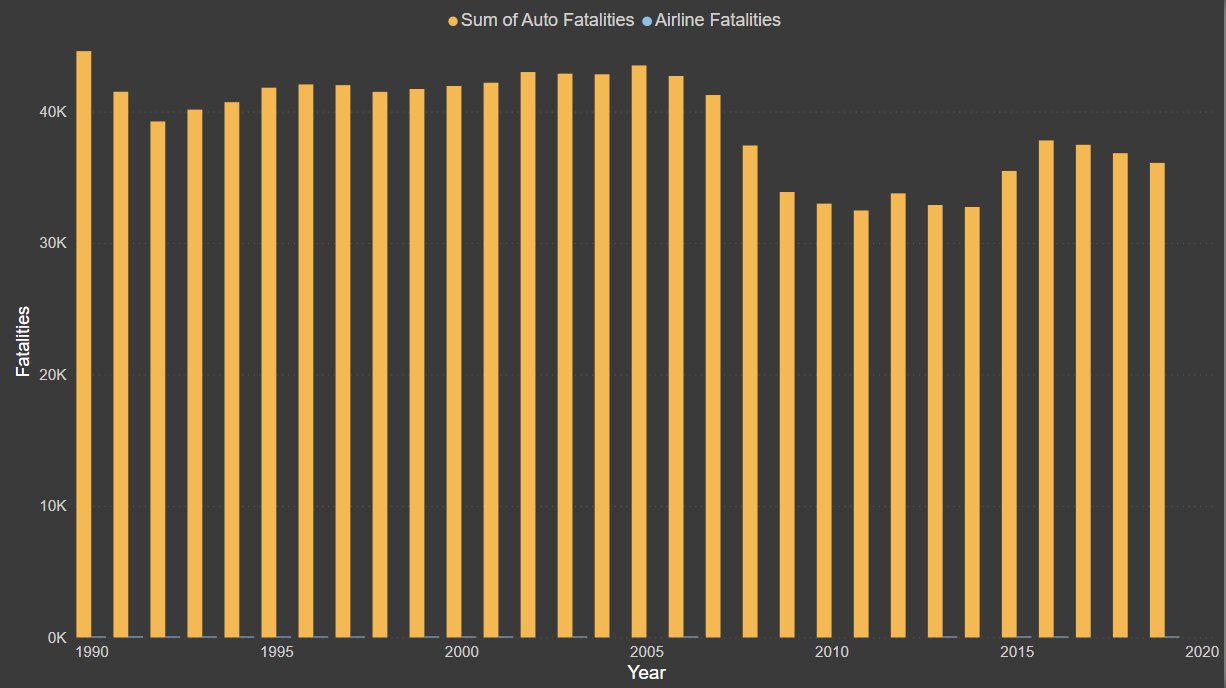 Sum of Auto Fatalities Airline Fatalities
40K
30K
20K
10K
0K
Fatalities
1990 1995 2000 2005 2010 2015 2020
Year